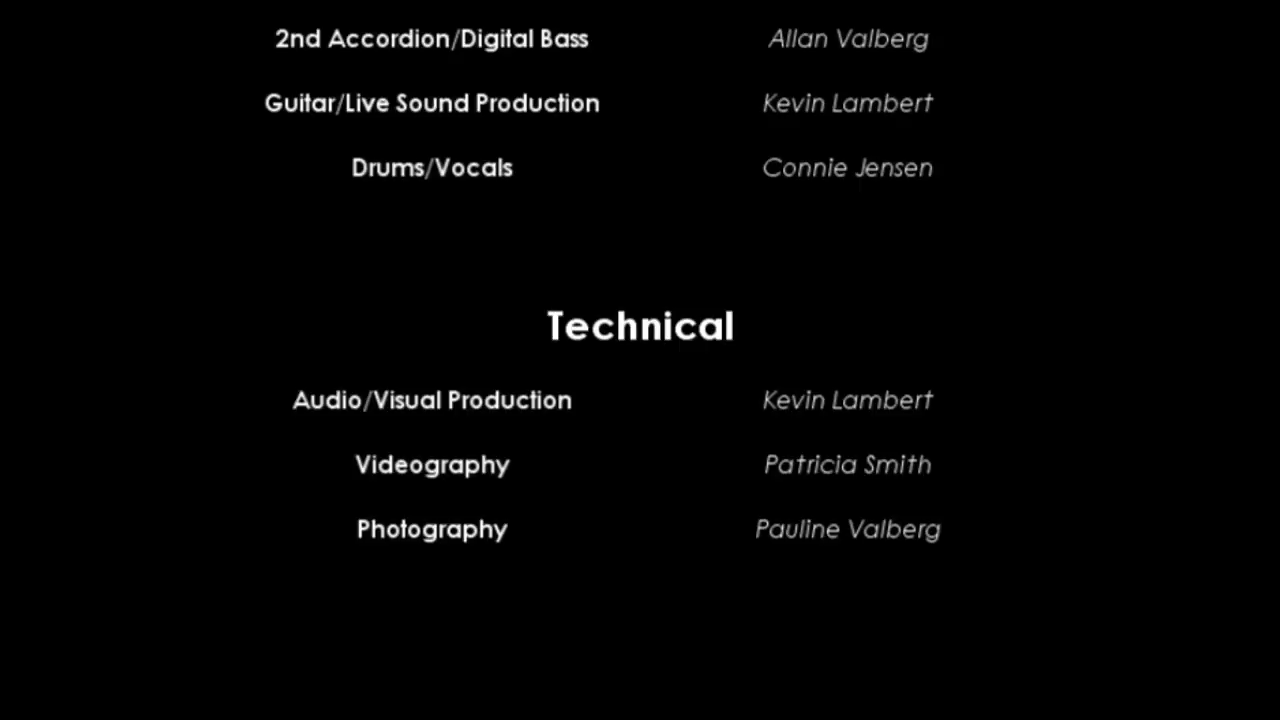 2nd Accordion/Digital Bass Allan Valberg
Guitar/Live Sound Production Kevin Lambert
Drums/Vocals Connie Jensen
Technical
Audio/Visual Production Kevin Lambert
Videography Patricia Smith
Photography Pauline Valberg